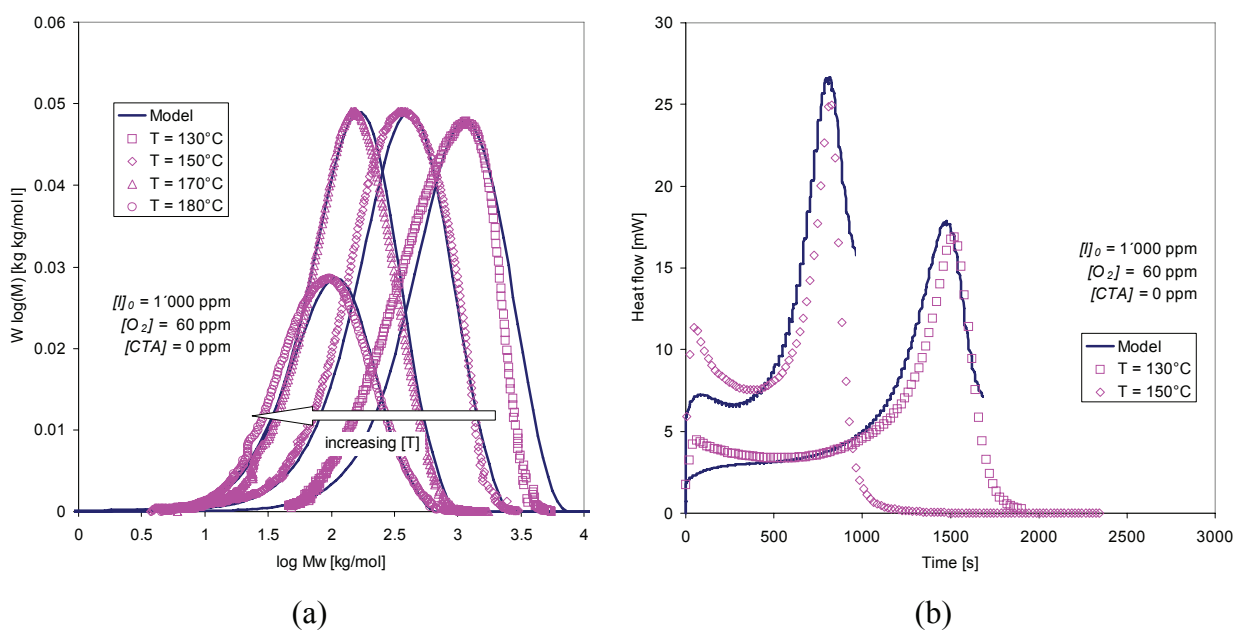 0.06
0.05
0.04
0.03
0.02
0.01
0
W log(M) [kg kg/mol l]
Model
T = 130°C
T = 150°C
T = 170°C
T = 180°C
[I]0 = 1´000 ppm
[O2] = 60 ppm
[CTA] = 0 ppm
increasing [T]
0 0.5 1 1.5 2 2.5 3 3.5 4
log Mw [kg/mol]
(a)
30
25
20
15
10
5
0
Heat flow [mW]
[I]0 = 1´000 ppm
[O2] = 60 ppm
[CTA] = 0 ppm
Model
T = 130°C
T = 150°C
0 500 1000 1500 2000 2500 3000
Time [s]
(b)